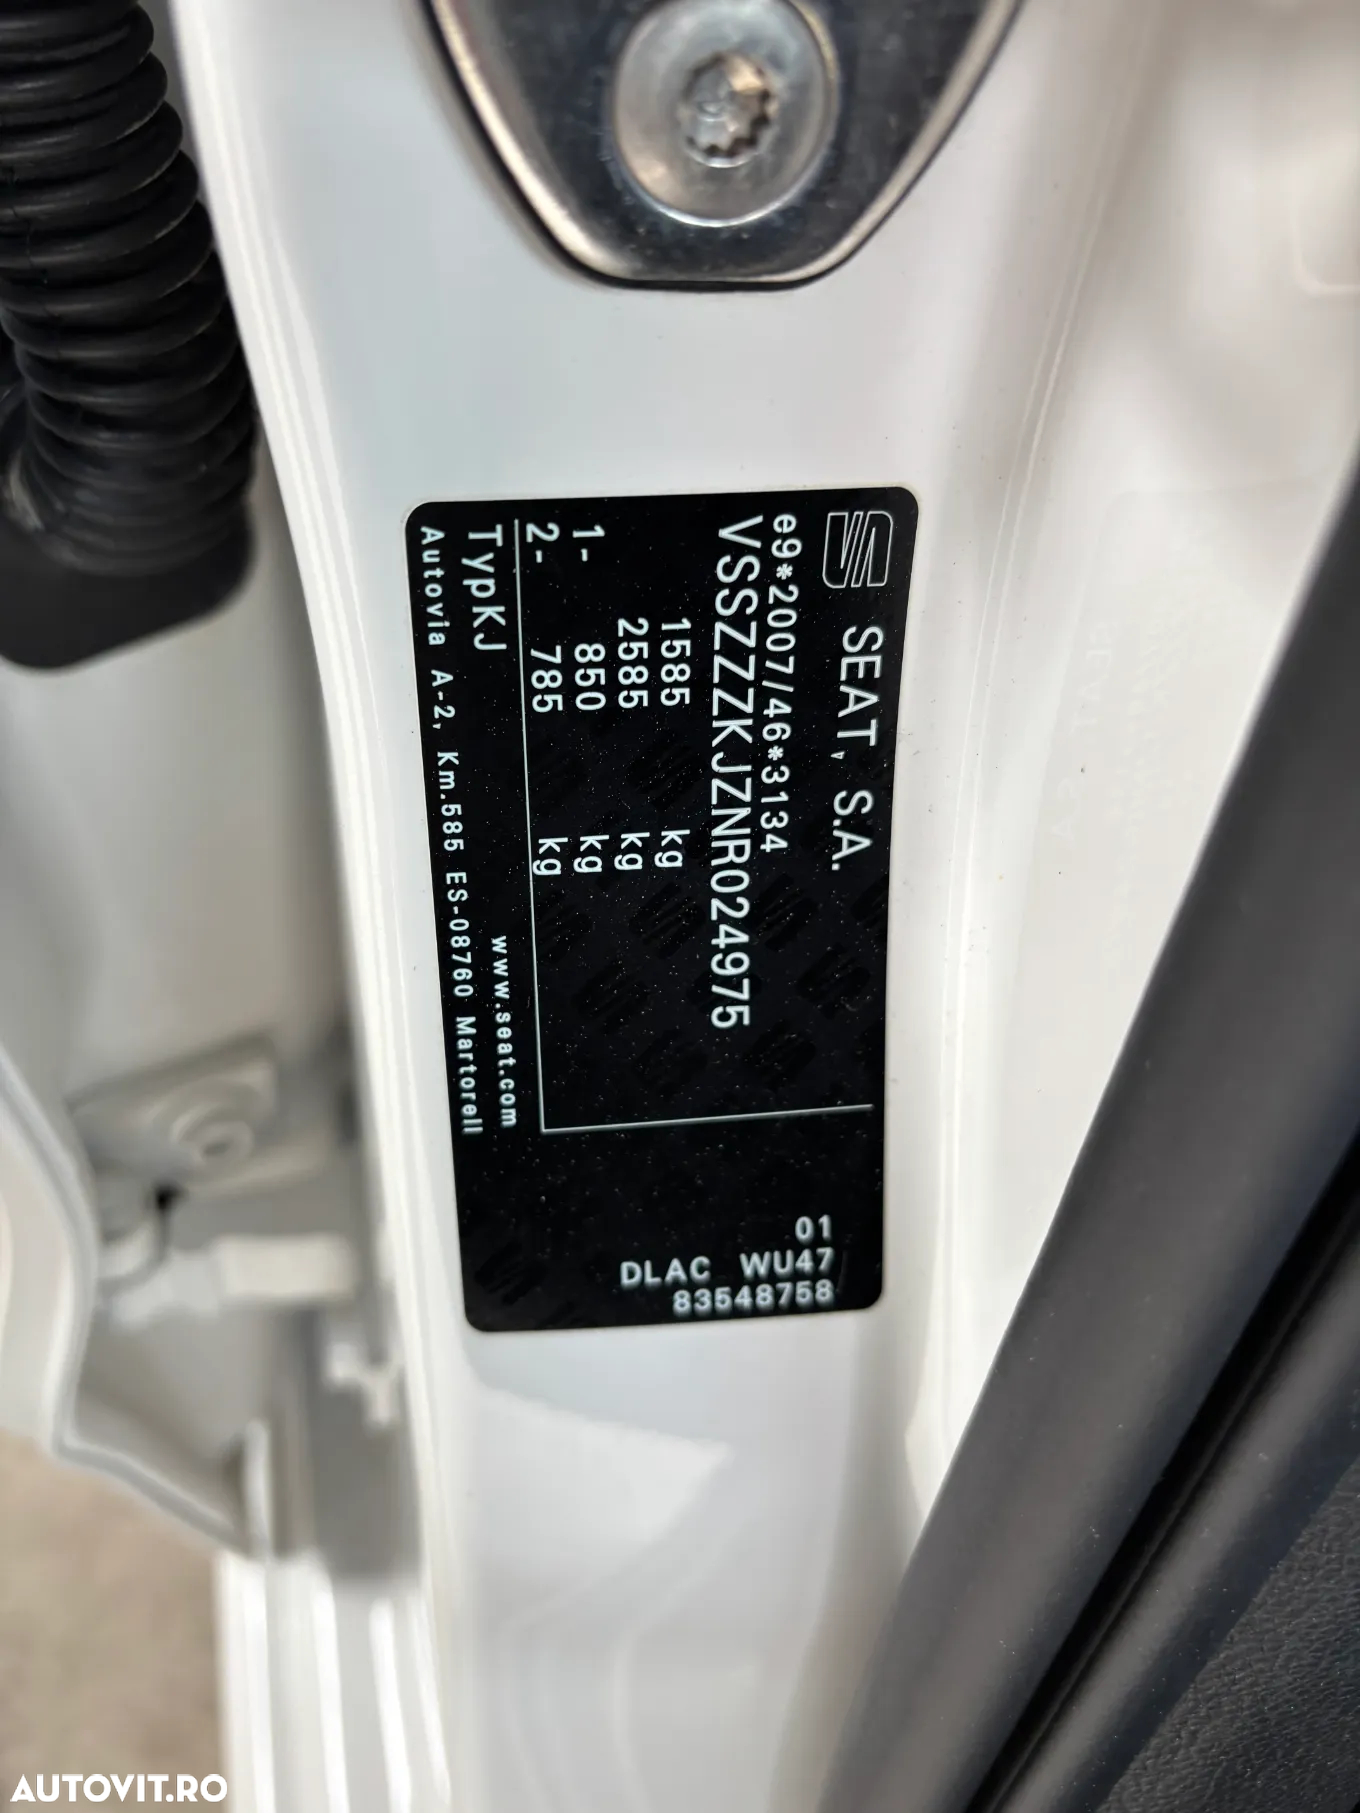 SEAT, S.A.
e9*2007/46*3134
VSSZZZKJZNR024975
1585 kg
2585 kg
1- 850 kg
2- 785 kg
TypKJ www.seat.com
Autovia A-2, Km.585 ES-08760 Martorell
01
DLAC WU47
83548758
AUTOVIT.RO